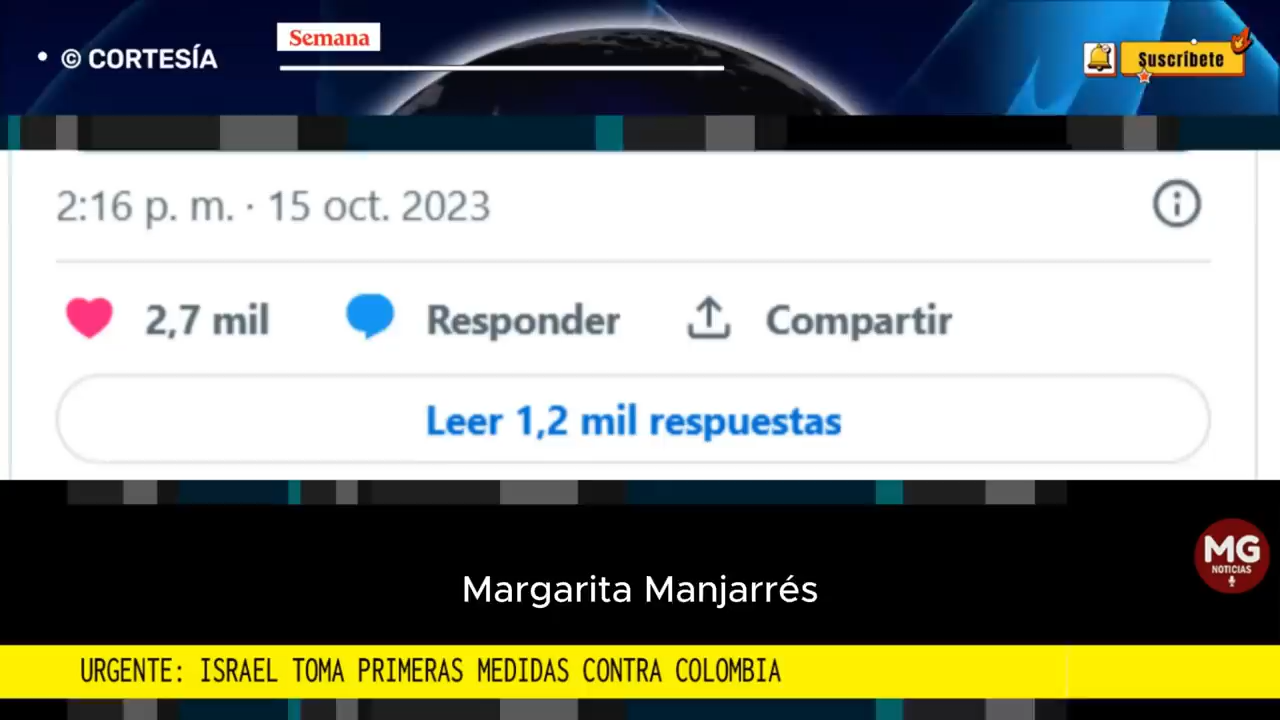 Semana
• © CORTESÍA
Suscríbete
2:16 p. m. · 15 oct. 2023
2,7 mil
Responder
Compartir
Leer 1,2 mil respuestas
MG
NOTICIAS
Margarita Manjarrés
URGENTE: ISRAEL TOMA PRIMERAS MEDIDAS CONTRA COLOMBIA